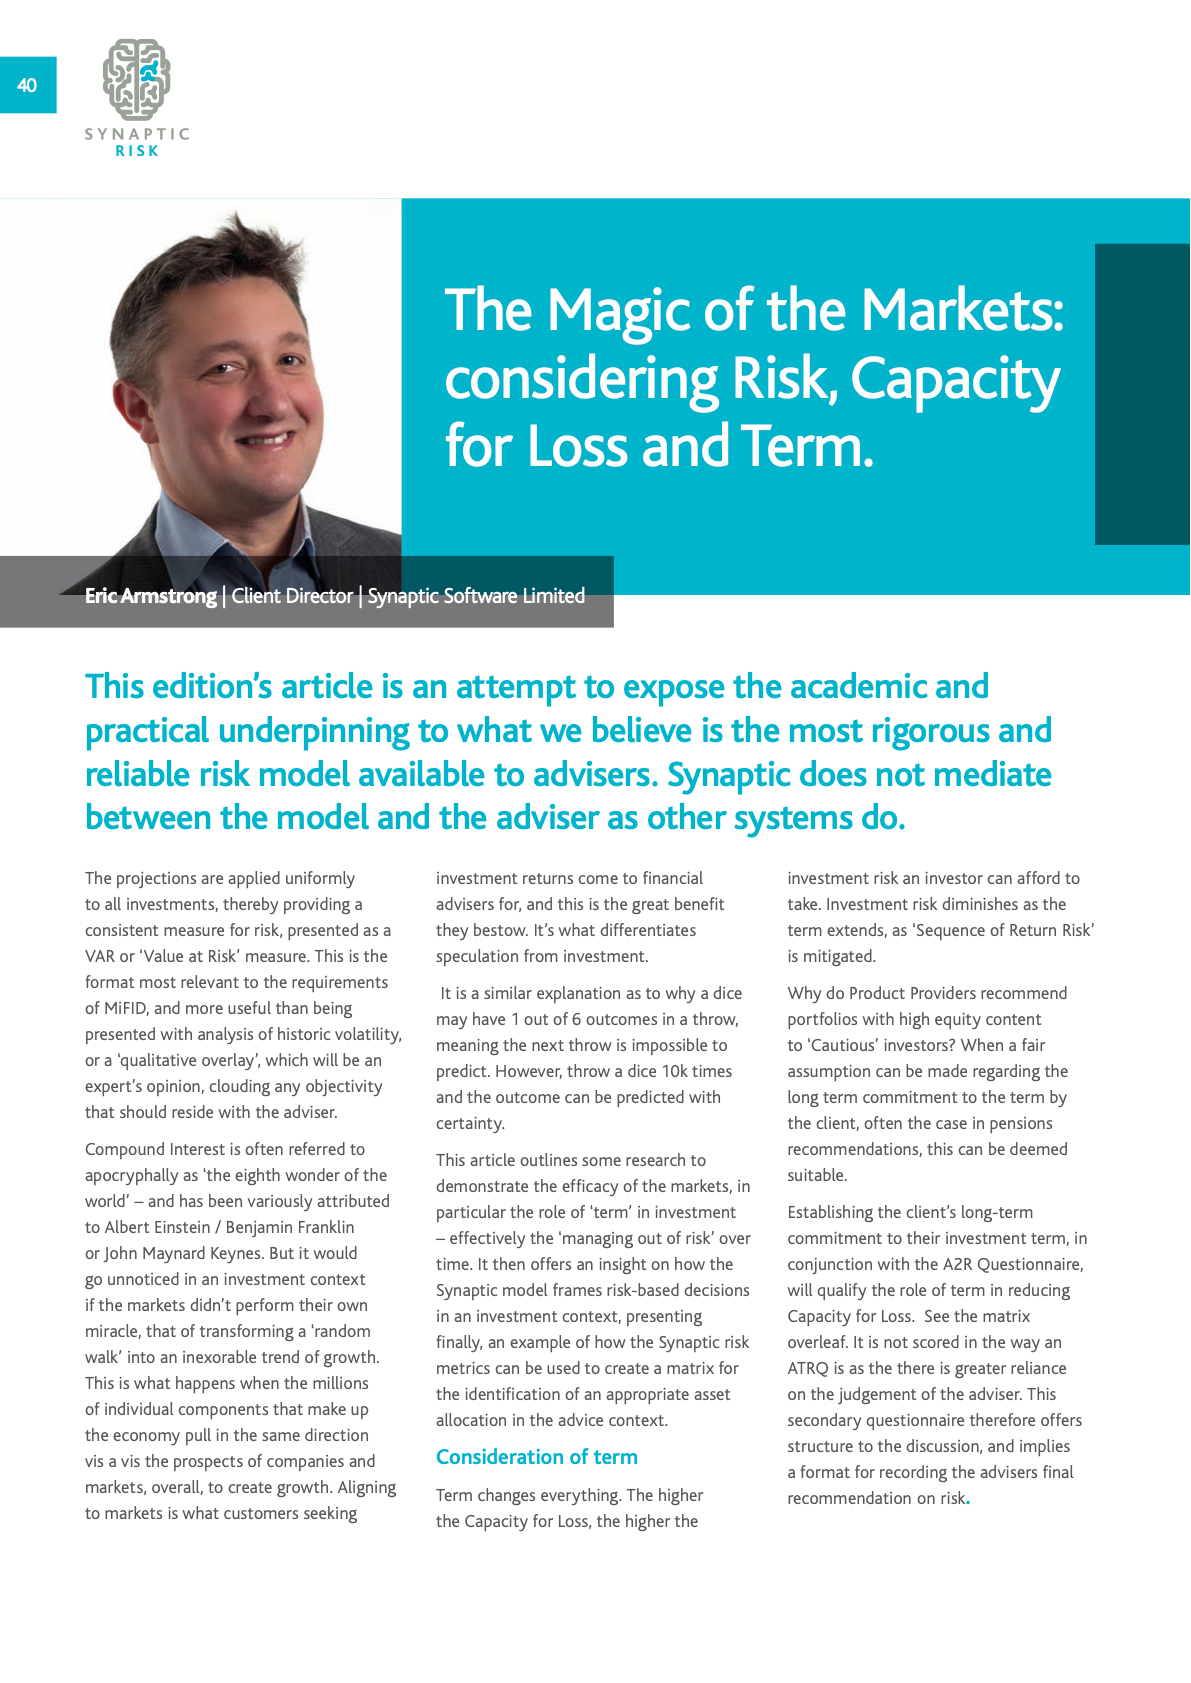 40
SYNAPTIC
RISK
The Magic of the Markets:
considering Risk, Capacity
for Loss and Term.
Eric Armstrong | Client Director | Synaptic Software Limited
This edition’s article is an attempt to expose the academic and
practical underpinning to what we believe is the most rigorous and
reliable risk model available to advisers. Synaptic does not mediate
between the model and the adviser as other systems do.
The projections are applied uniformly
to all investments, thereby providing a
consistent measure for risk, presented as a
VAR or ‘Value at Risk’ measure. This is the
format most relevant to the requirements
of MiFID, and more useful than being
presented with analysis of historic volatility,
or a ‘qualitative overlay’, which will be an
expert’s opinion, clouding any objectivity
that should reside with the adviser.
Compound Interest is often referred to
apocryphally as ‘the eighth wonder of the
world’ – and has been variously attributed
to Albert Einstein / Benjamin Franklin
or John Maynard Keynes. But it would
go unnoticed in an investment context
if the markets didn’t perform their own
miracle, that of transforming a ‘random
walk’ into an inexorable trend of growth.
This is what happens when the millions
of individual components that make up
the economy pull in the same direction
vis a vis the prospects of companies and
markets, overall, to create growth. Aligning
to markets is what customers seeking
investment returns come to financial
advisers for, and this is the great benefit
they bestow. It’s what differentiates
speculation from investment.
It is a similar explanation as to why a dice
may have 1 out of 6 outcomes in a throw,
meaning the next throw is impossible to
predict. However, throw a dice 10k times
and the outcome can be predicted with
certainty.
This article outlines some research to
demonstrate the efficacy of the markets, in
particular the role of ‘term’ in investment
– effectively the ‘managing out of risk’ over
time. It then offers an insight on how the
Synaptic model frames risk-based decisions
in an investment context, presenting
finally, an example of how the Synaptic risk
metrics can be used to create a matrix for
the identification of an appropriate asset
allocation in the advice context.
Consideration of term
Term changes everything. The higher
the Capacity for Loss, the higher the
investment risk an investor can afford to
take. Investment risk diminishes as the
term extends, as ‘Sequence of Return Risk’
is mitigated.
Why do Product Providers recommend
portfolios with high equity content
to ‘Cautious’ investors? When a fair
assumption can be made regarding the
long term commitment to the term by
the client, often the case in pensions
recommendations, this can be deemed
suitable.
Establishing the client’s long-term
commitment to their investment term, in
conjunction with the A2R Questionnaire,
will qualify the role of term in reducing
Capacity for Loss.  See the matrix
overleaf. It is not scored in the way an
ATRQ is as the there is greater reliance
on the judgement of the adviser. This
secondary questionnaire therefore offers
structure to the discussion, and implies
a format for recording the advisers final
recommendation on risk.